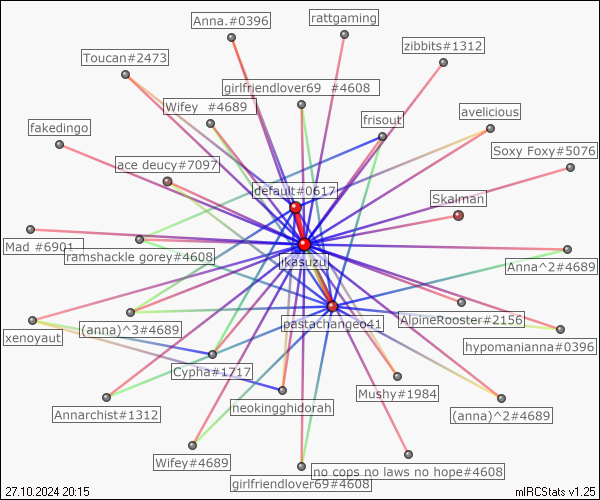 Anna.#0396
rattgaming
zibbits#1312
Toucan#2473
girlfriendlover69 #4608
Wifey #4689
avelicious
frisout
fakedingo
Soxy Foxy#5076
ace deucy#7097
default#0617
Skalman
Mad #6901
ramshackle gorey#4608
jkasuzu
Anna^2#4689
AlpineRooster#2156
pastachangeo41
(anna)^3#4689
xenoyaut
hypomanianna#0396
Cypha#1717
Mushy#1984
neokingghidorah
Annarchist#1312
(anna)^2#4689
Wifey#4689
no cops no laws no hope#4608
girlfriendlover69#4608
27.10.2024 20:15
mIRCStats v1.25